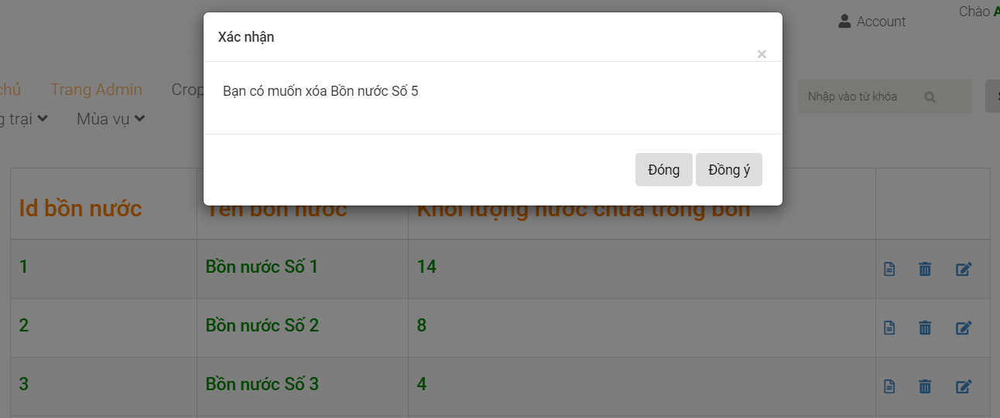 Xác nhận
×
Bạn có muốn xóa Bồn nước Số 5
Đóng Đồng ý
Account
Chào A
chủ Trang Admin Crop
g trại Mùa vụ
Nhập vào từ khóa
Id bồn nước Tên bồn nước Khối lượng nước chứa trong bồn
1 Bồn nước Số 1 14
2 Bồn nước Số 2 8
3 Bồn nước Số 3 4